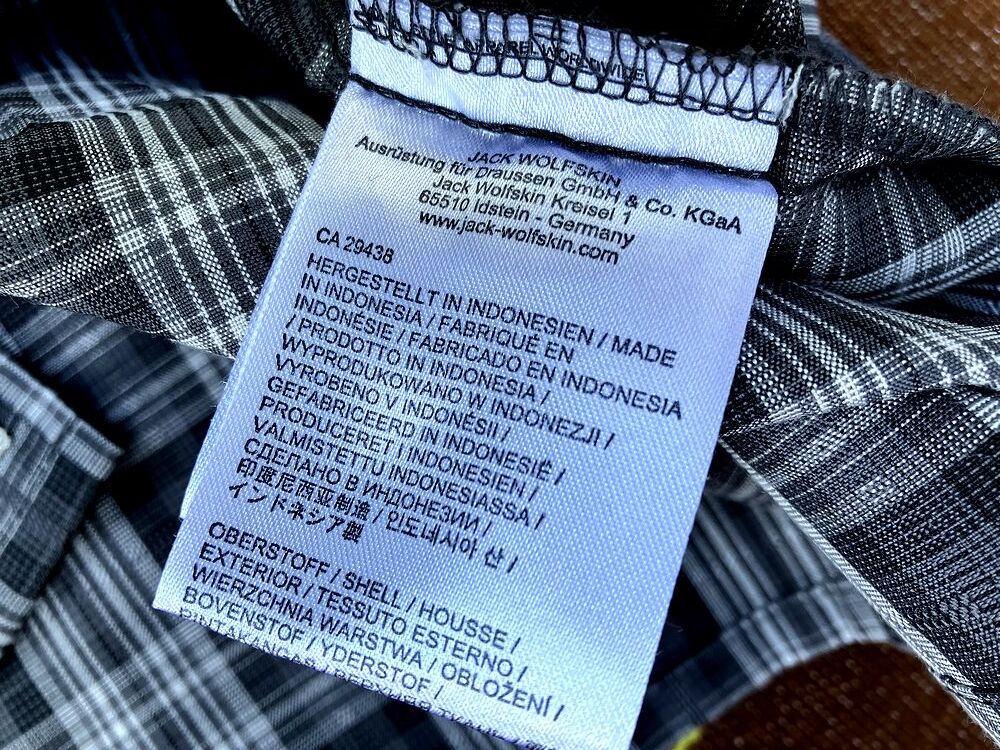 APPAREL WORLDWIDE
JACK WOLFSKIN
Ausrüstung für Draussen GmbH & Co. KGaA
Jack Wolfskin Kreisel 1
65510 Idstein - Germany
www.jack-wolfskin.com
CA 29438
HERGESTELLT IN INDONESIEN / MADE
IN INDONESIA / FABRIQUÉ EN
INDONÉSIE / FABRICADO EN INDONESIA
/ PRODOTTO IN INDONESIA /
WYPRODUKOWANO W INDONEZJI /
VYROBENO V INDONÉSII /
GEFABRICEERD IN INDONESIË /
PRODUCERET I INDONESIEN /
VALMISTETTU INDONESIASSA /
СДЕЛАНО В ИНДОНЕЗИИ /
印度尼西亚制造 / 인도네시아 산 /
インドネシア製
OBERSTOFF / SHELL / HOUSSE /
EXTERIOR / TESSUTO ESTERNO /
WIERZCHNIA WARSTWA / OBLOŽENÍ /
BOVENSTOF / YDERSTOF /